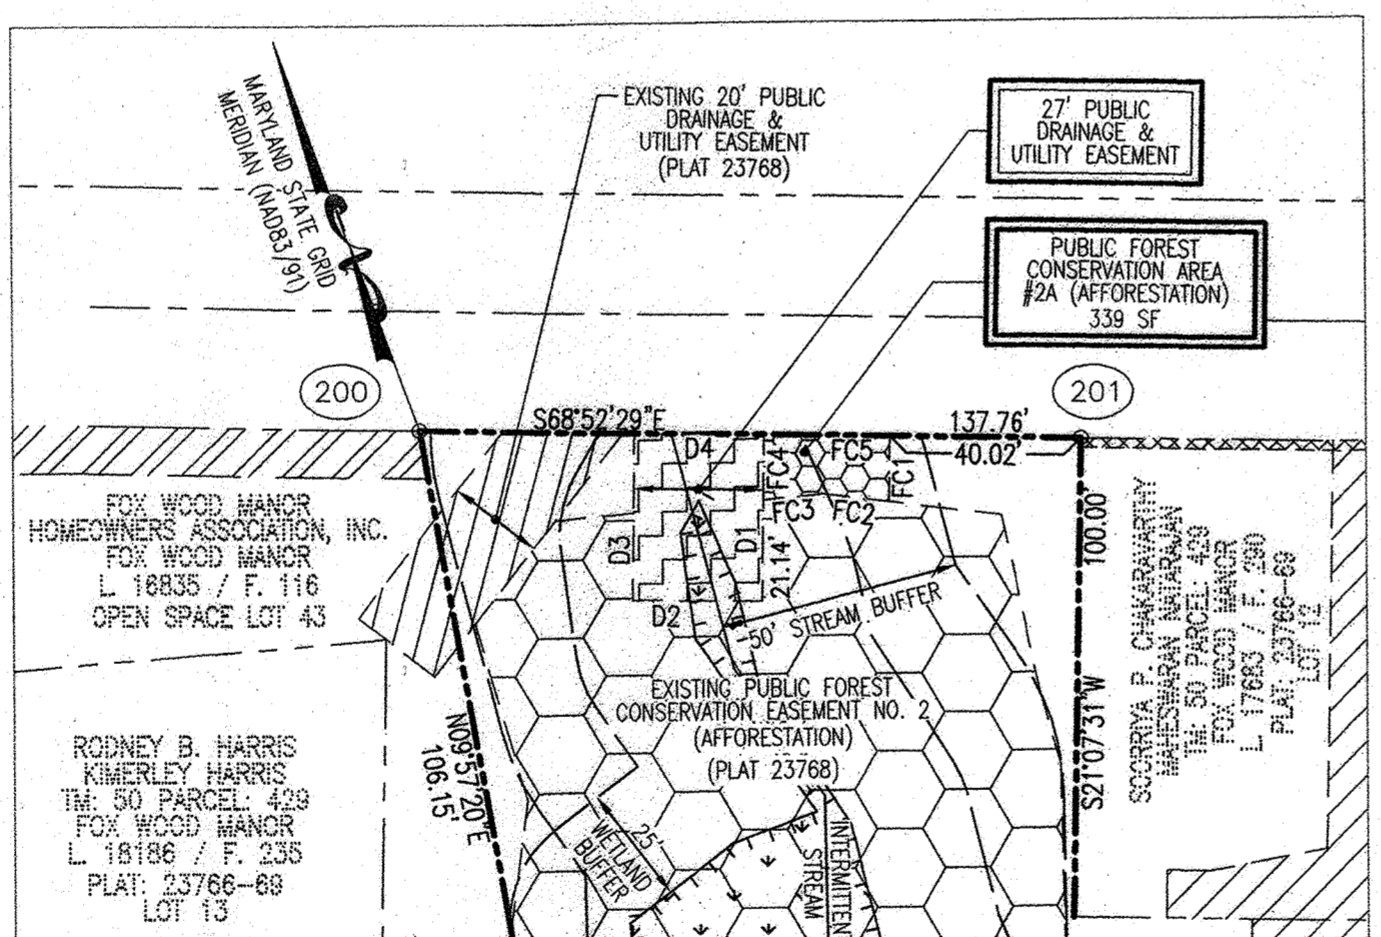 MARYLAND STATE GRID
MERIDIAN (NAD83/91)
EXISTING 20' PUBLIC
DRAINAGE &
UTILITY EASEMENT
(PLAT 23768)
27' PUBLIC
DRAINAGE &
UTILITY EASEMENT
PUBLIC FOREST
CONSERVATION AREA
#2A (AFFORESTATION)
339 SF
200
201
S68°52'29"E
137.76'
40.02'
D4
FC4
FC5
FC1
FC3
FC2
D3
D1
21.14'
D2
50' STREAM BUFFER
FOX WOOD MANOR
HOMEOWNERS ASSOCIATION, INC.
FOX WOOD MANOR
L. 16835 / F. 116
OPEN SPACE LOT 43
100.00'
S21°07'31"W
SOORRYA P. CHAKARAVARTHY
MAHESWARAN NATARAJAN
TM: 50 PARCEL: 429
FOX WOOD MANOR
L 17683 / F. 290
PLAT: 23766-69
LOT 12
EXISTING PUBLIC FOREST
CONSERVATION EASEMENT NO. 2
(AFFORESTATION)
(PLAT 23768)
N09°57'20"E
106.15'
RODNEY B. HARRIS
KIMERLEY HARRIS
TM: 50 PARCEL: 429
FOX WOOD MANOR
L. 18186 / F. 235
PLAT: 23766-69
LOT 13
25'
WETLAND
BUFFER
INTERMITTENT
STREAM